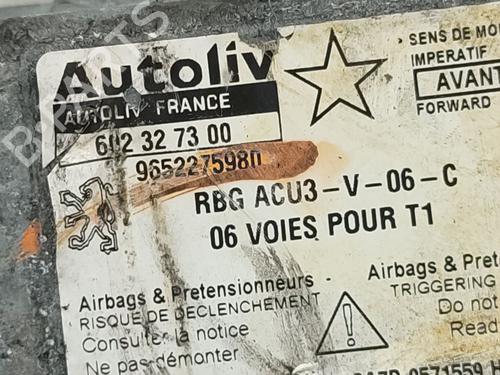 Autoliv
AUTOLIV FRANCE
602 32 73 00
9652275980
SENS DE
IMPERATIF
AVANT
FORWARD
RBG ACU3-V-06-C
06 VOIES POUR T1
Airbags & Pretensionneurs
RISQUE DE DECLENCHEMENT
Consulter la notice
Ne pas démonter
Airbags & Prete
TRIGGERING
Do not
Read
0571559